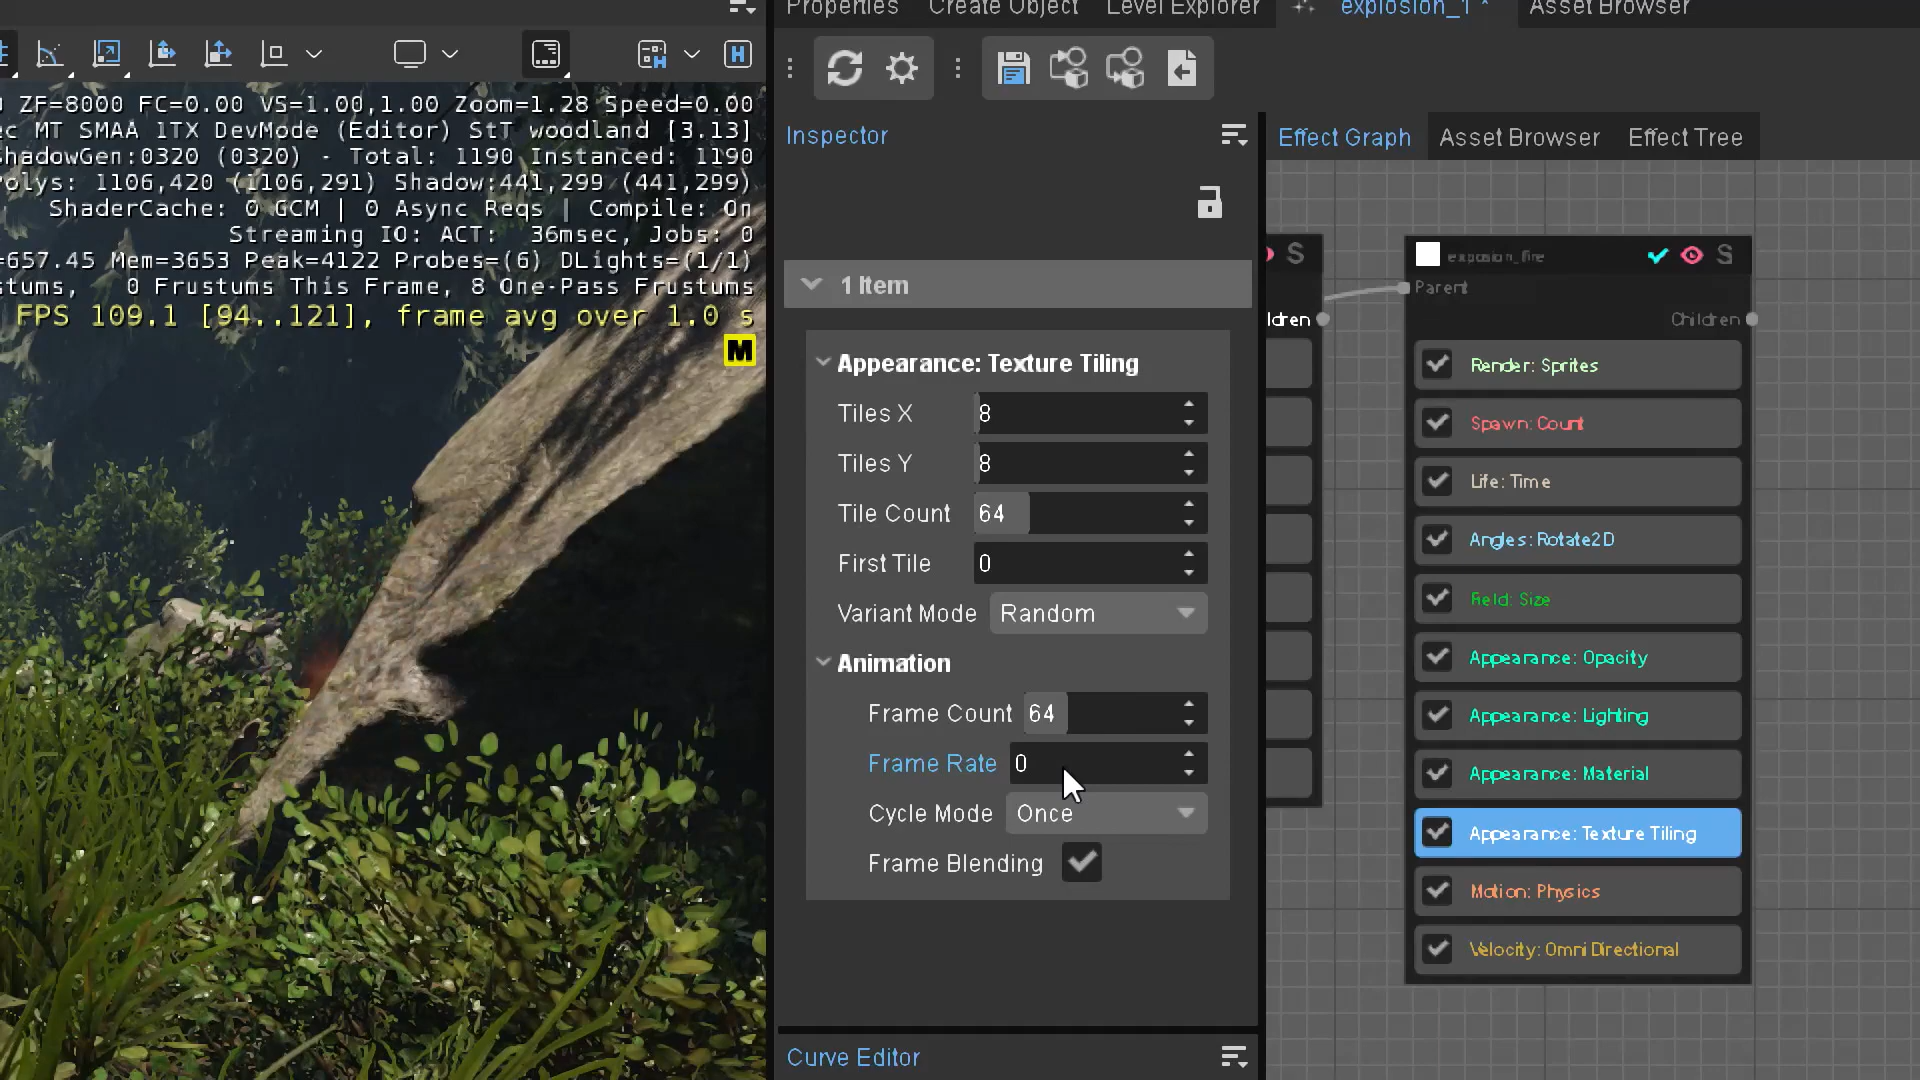 Properties Create Object Level Explorer explosion_1 * Asset Browser
ZF=8000 FC=0.00 VS=1.00,1.00 Zoom=1.28 Speed=0.00
ec MT SMAA 1TX DevMode (Editor) StT woodland [3.13]
ShadowGen:0320 (0320) - Total: 1190 Instanced: 1190
Polys: 1106,420 (1106,291) Shadow:441,299 (441,299)
ShaderCache: 0 GCM | 0 Async Reqs | Compile: On
Streaming IO: ACT: 36msec, Jobs: 0
=657.45 Mem=3653 Peak=4122 Probes=(6) DLights=(1/1)
stums, 0 Frustums This Frame, 8 One-Pass Frustums
FPS 109.1 [94..121], frame avg over 1.0 s
M
H
Inspector
1 Item
Appearance: Texture Tiling
Tiles X 8
Tiles Y 8
Tile Count 64
First Tile 0
Variant Mode Random
Animation
Frame Count 64
Frame Rate 0
Cycle Mode Once
Frame Blending
Curve Editor
Effect Graph Asset Browser Effect Tree
S
ldren
explosion_fire S
Parent
Children
Render: Sprites
Spawn: Count
Life: Time
Angles: Rotate2D
Field: Size
Appearance: Opacity
Appearance: Lighting
Appearance: Material
Appearance: Texture Tiling
Motion: Physics
Velocity: OmniDirectional